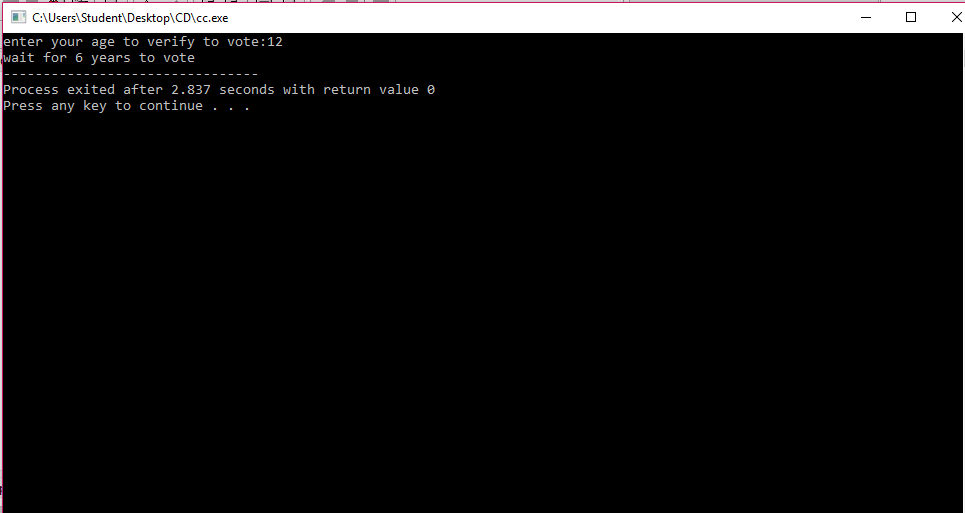 C:\Users\Student\Desktop\CD\cc.exe
enter your age to verify to vote:12
wait for 6 years to vote
--------------------------------
Process exited after 2.837 seconds with return value 0
Press any key to continue . . .